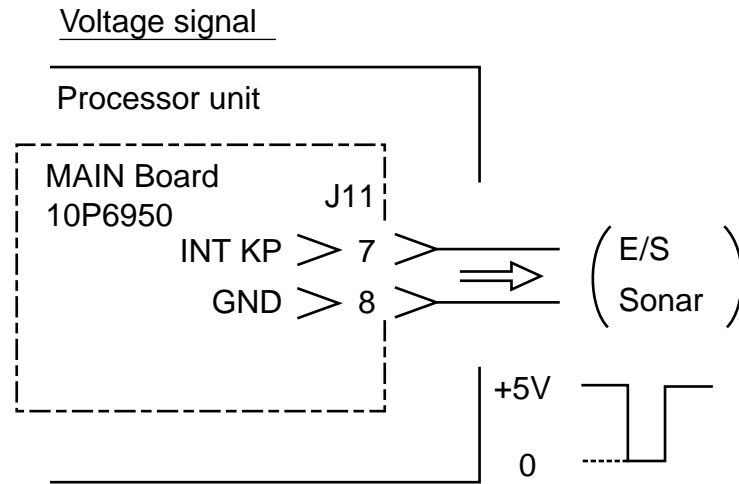 Voltage signal
Processor unit
MAIN Board
10P6950
J11
INT KP 7
GND 8
E/S
Sonar
+5V
0